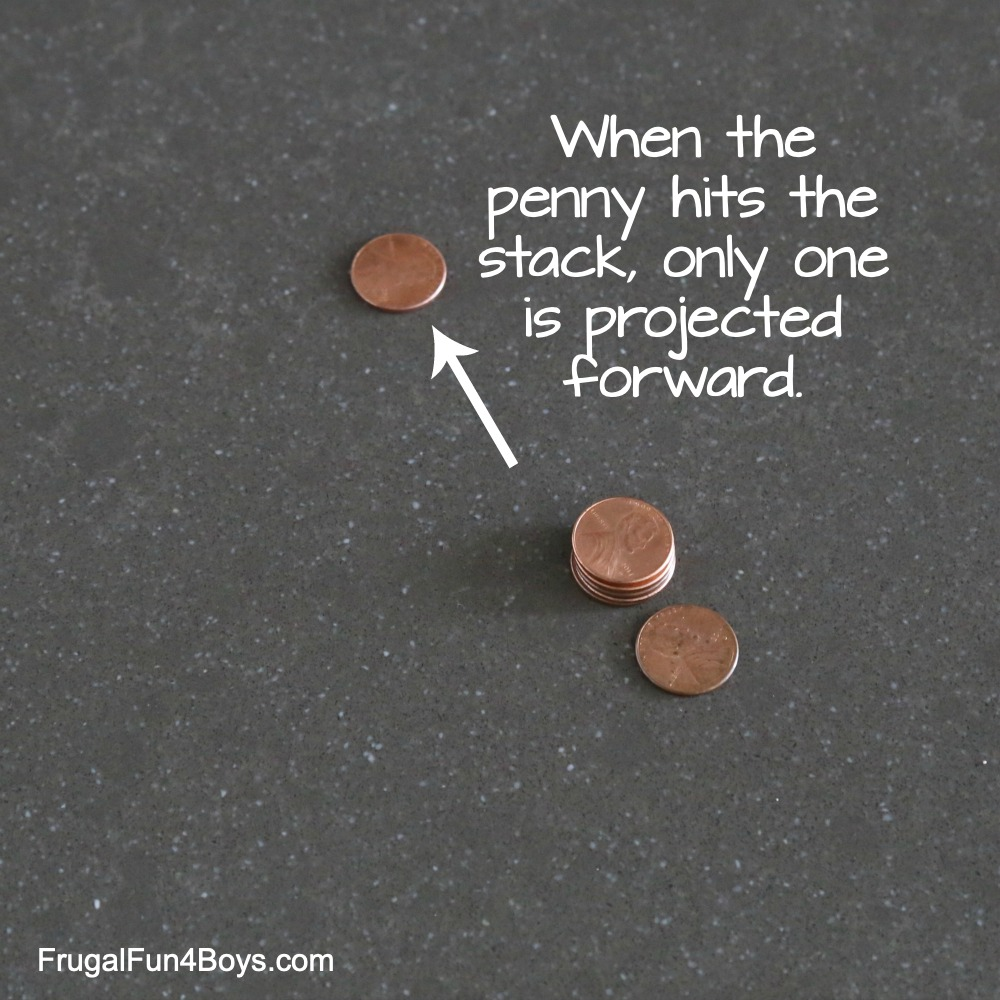 When the
penny hits the
stack, only one
is projected
forward.
FrugalFun4Boys.com